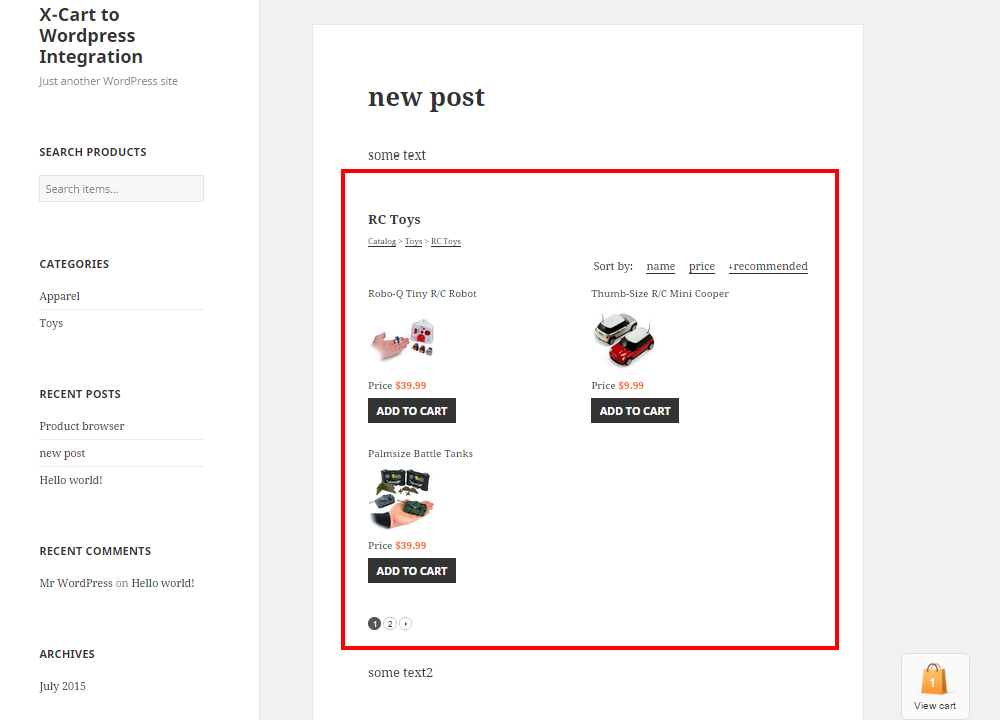 X-Cart to
Wordpress
Integration
Just another WordPress site
SEARCH PRODUCTS
Search items...
CATEGORIES
Apparel
Toys
RECENT POSTS
Product browser
new post
Hello world!
RECENT COMMENTS
Mr WordPress on Hello world!
ARCHIVES
July 2015
new post
some text
RC Toys
Catalog > Toys > RC Toys
Sort by: name price ↓recommended
Robo-Q Tiny R/C Robot
Price $39.99
ADD TO CART
Thumb-Size R/C Mini Cooper
Price $9.99
ADD TO CART
Palmsize Battle Tanks
Price $39.99
ADD TO CART
1 2
some text2
1
View cart